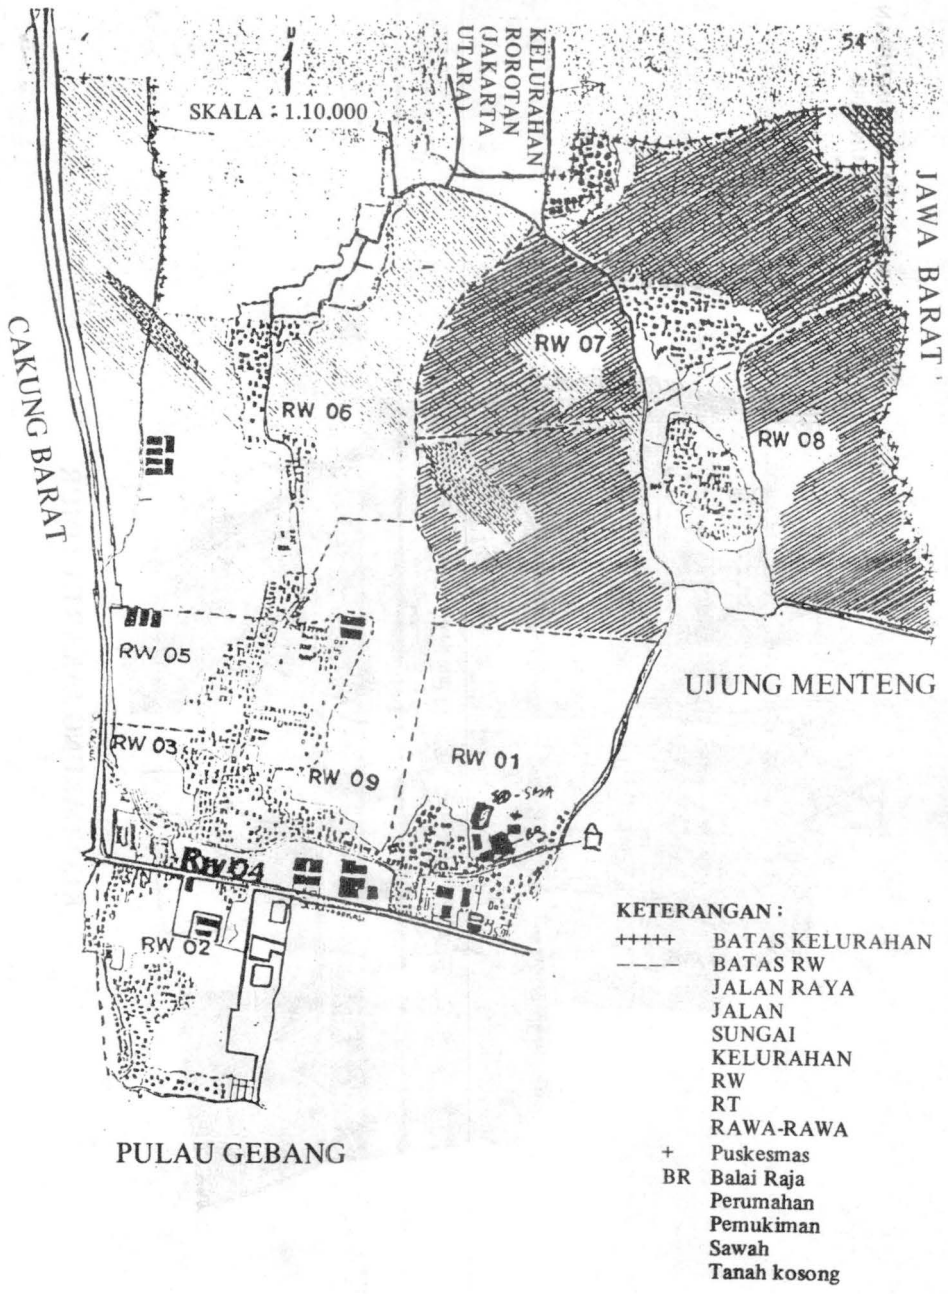 54
U
SKALA : 1.10.000
KELURAHAN
ROROTAN
(JAKARTA
UTARA)
JAWA BARAT
CAKUNG BARAT
RW 07
RW 06
RW 08
RW 05
UJUNG MENTENG
RW 03
RW 09
RW 01
BR
RW 04
RW 02
PULAU GEBANG
KETERANGAN :
+++++ BATAS KELURAHAN
----- BATAS RW
JALAN RAYA
JALAN
SUNGAI
KELURAHAN
RW
RT
RAWA-RAWA
+ Puskesmas
BR Balai Raja
Perumahan
Pemukiman
Sawah
Tanah kosong